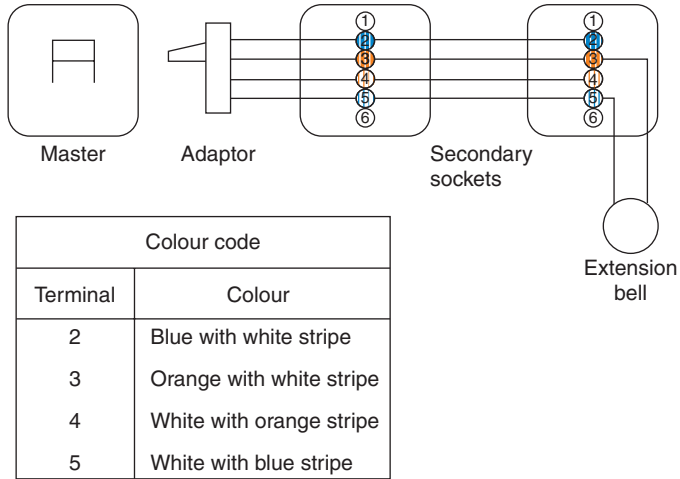 1 1
2 2
3 3
4 4
5 5
6 6
Master Adaptor Secondary
sockets
Extension
bell
Colour code
Terminal Colour
2 Blue with white stripe
3 Orange with white stripe
4 White with orange stripe
5 White with blue stripe